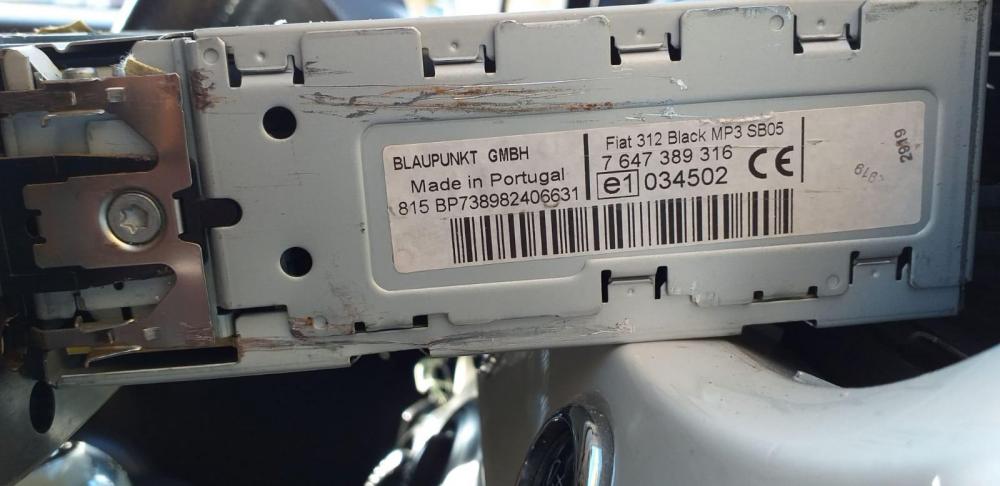 BLAUPUNKT GMBH
Made in Portugal
815 BP738982406631
Fiat 312 Black MP3 SB05
7 647 389 316
e1 034502 CE
2919